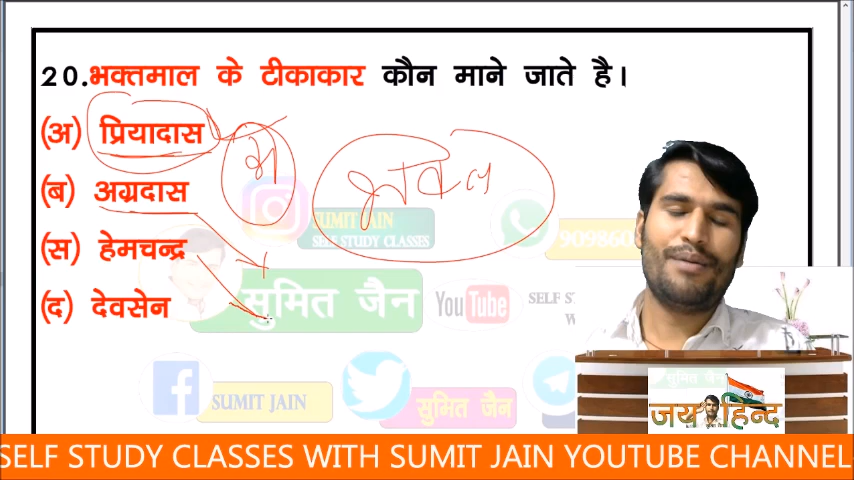 20.भक्तमाल के टीकाकार कौन माने जाते है।
(अ) प्रियादास
(ब) अग्रदास
(स) हेमचन्द्र
(द) देवसेन
SUMIT JAIN
SELF STUDY CLASSES
सुमित जैन
YouTube
SELF
SUMIT JAIN
सुमित जैन
सुमित जैन
जय हिन्द
SELF STUDY CLASSES WITH SUMIT JAIN YOUTUBE CHANNEL